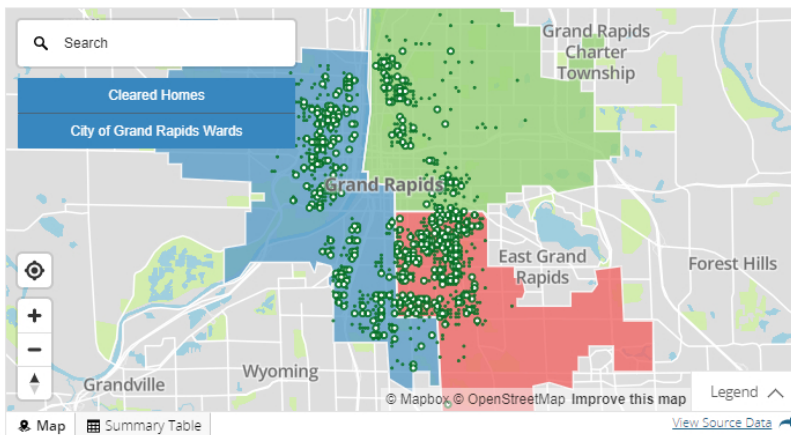 Search
Cleared Homes
City of Grand Rapids Wards
Grand Rapids
Charter
Township
Grand Rapids
East Grand
Rapids
Forest Hills
Wyoming
Grandville
© Mapbox © OpenStreetMap Improve this map
Legend
Map
Summary Table
View Source Data